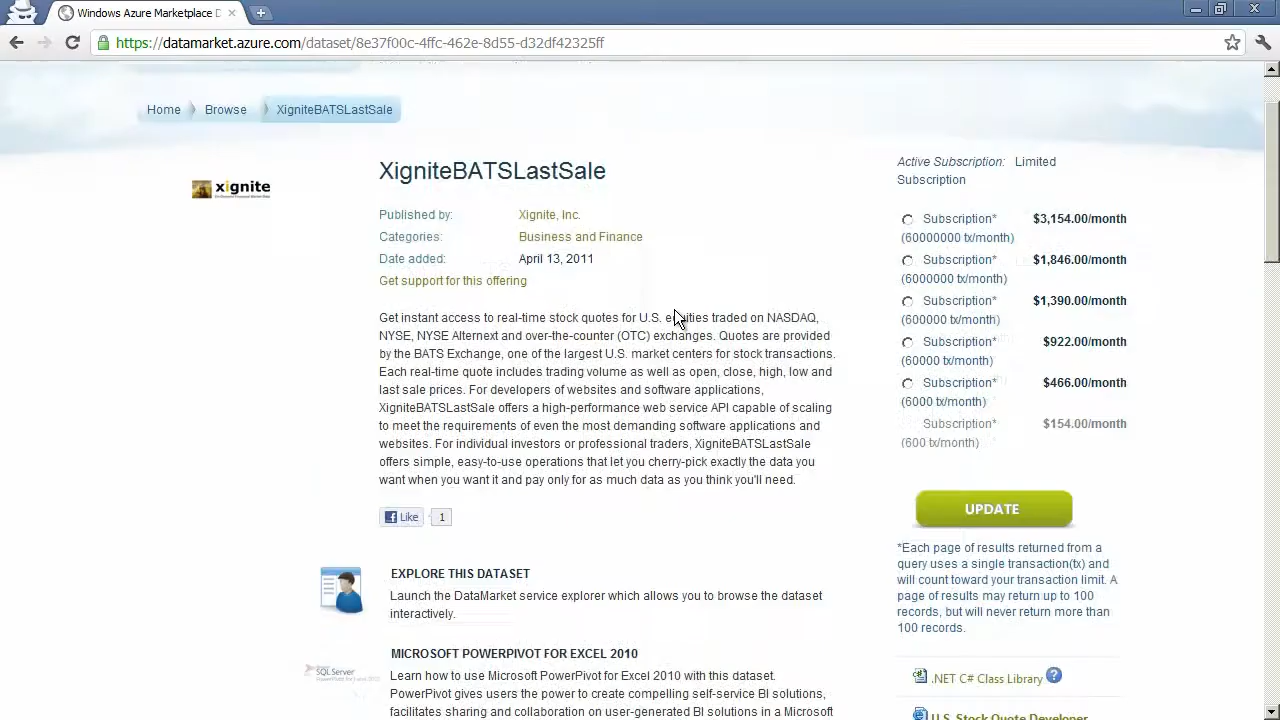 Windows Azure Marketplace D
https://datamarket.azure.com/dataset/8e37f00c-4ffc-462e-8d55-d32df42325ff
Home Browse XigniteBATSLastSale
xignite
XigniteBATSLastSale
Published by: Xignite, Inc.
Categories: Business and Finance
Date added: April 13, 2011
Get support for this offering
Get instant access to real-time stock quotes for U.S. equities traded on NASDAQ,
NYSE, NYSE Alternext and over-the-counter (OTC) exchanges. Quotes are provided
by the BATS Exchange, one of the largest U.S. market centers for stock transactions.
Each real-time quote includes trading volume as well as open, close, high, low and
last sale prices. For developers of websites and software applications,
XigniteBATSLastSale offers a high-performance web service API capable of scaling
to meet the requirements of even the most demanding software applications and
websites. For individual investors or professional traders, XigniteBATSLastSale
offers simple, easy-to-use operations that let you cherry-pick exactly the data you
want when you want it and pay only for as much data as you think you'll need.
Like 1
EXPLORE THIS DATASET
Launch the DataMarket service explorer which allows you to browse the dataset
interactively.
SQL Server
MICROSOFT POWERPIVOT FOR EXCEL 2010
Learn how to use Microsoft PowerPivot for Excel 2010 with this dataset.
PowerPivot gives users the power to create compelling self-service BI solutions,
facilitates sharing and collaboration on user-generated BI solutions in a Microsoft
Active Subscription: Limited
Subscription
Subscription* $3,154.00/month
(60000000 tx/month)
Subscription* $1,846.00/month
(6000000 tx/month)
Subscription* $1,390.00/month
(600000 tx/month)
Subscription* $922.00/month
(60000 tx/month)
Subscription* $466.00/month
(6000 tx/month)
Subscription* $154.00/month
(600 tx/month)
UPDATE
*Each page of results returned from a
query uses a single transaction(tx) and
will count toward your transaction limit. A
page of results may return up to 100
records, but will never return more than
100 records.
.NET C# Class Library ?
U.S. Stock Quote Developer